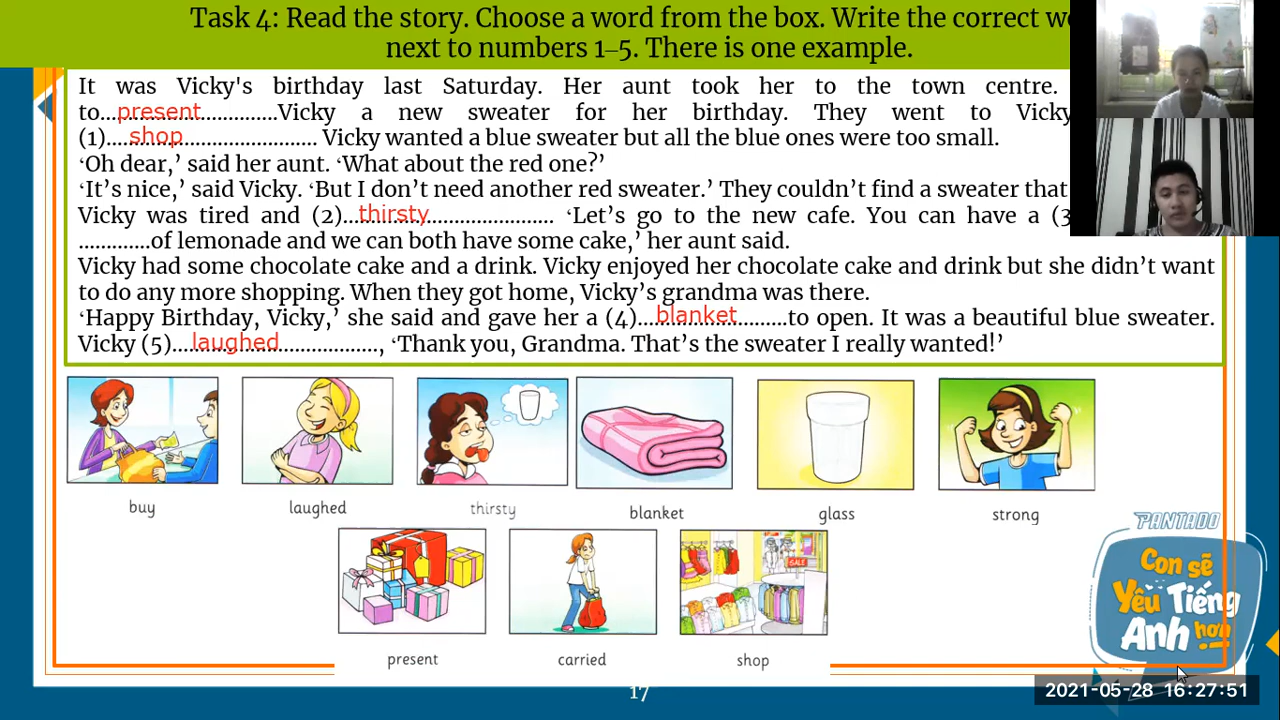 Task 4: Read the story. Choose a word from the box. Write the correct
next to numbers 1–5. There is one example.
It was Vicky's birthday last Saturday. Her aunt took her to the town centre.
to...present.............Vicky a new sweater for her birthday. They went to Vicky
(1)....shop...................... Vicky wanted a blue sweater but all the blue ones were too small.
‘Oh dear,’ said her aunt. ‘What about the red one?’
‘It’s nice,’ said Vicky. ‘But I don’t need another red sweater.’ They couldn’t find a sweater that
Vicky was tired and (2)...thirsty..................... ‘Let’s go to the new cafe. You can have a (3
.............of lemonade and we can both have some cake,’ her aunt said.
Vicky had some chocolate cake and a drink. Vicky enjoyed her chocolate cake and drink but she didn’t want
to do any more shopping. When they got home, Vicky’s grandma was there.
‘Happy Birthday, Vicky,’ she said and gave her a (4)...blanket.........to open. It was a beautiful blue sweater.
Vicky (5)...laughed.................., ‘Thank you, Grandma. That’s the sweater I really wanted!’
buy
laughed
thirsty
blanket
glass
strong
SALE
present
carried
shop
PANTADO
Con sẽ
Yêu Tiếng
Anh hơn
17
2021-05-28 16:27:51